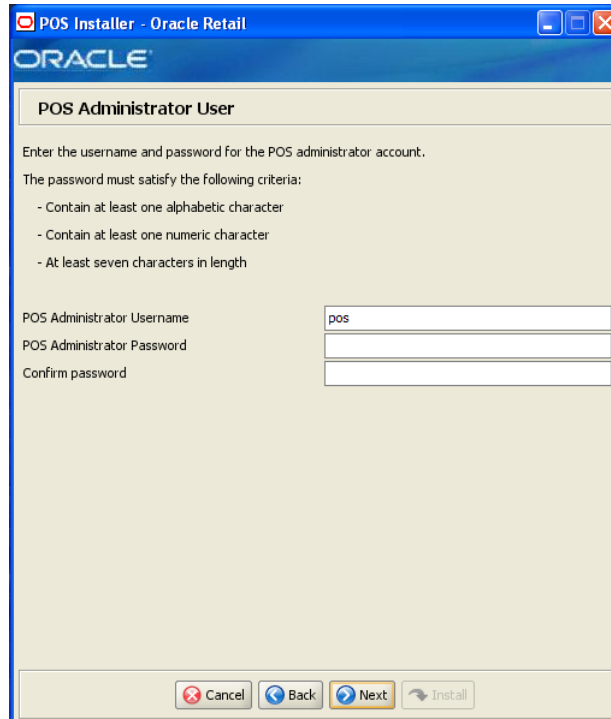 POS Installer - Oracle Retail
ORACLE
POS Administrator User
Enter the username and password for the POS administrator account.
The password must satisfy the following criteria:
- Contain at least one alphabetic character
- Contain at least one numeric character
- At least seven characters in length
POS Administrator Username pos
POS Administrator Password
Confirm password
Cancel Back Next Install